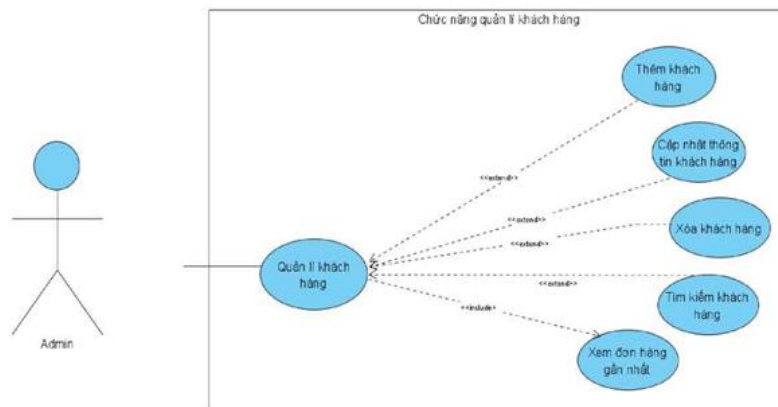 Chức năng quản lí khách hàng
Thêm khách
hàng
Cập nhật thông
tin khách hàng
<<extend>>
<<extend>>
Xóa khách hàng
<<extend>>
Quản lí khách
hàng
<<extend>>
Tìm kiếm khách
hàng
<<include>
Xem đơn hàng
gần nhất
Admin